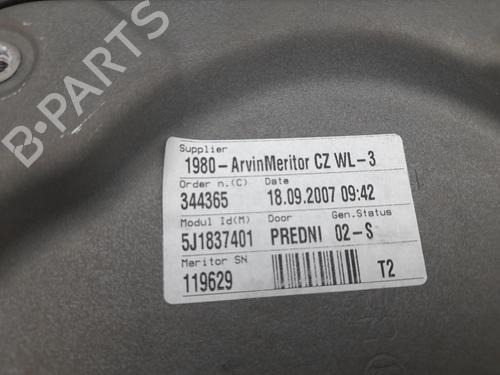 B-PARTS
Supplier
1980-ArvinMeritor CZ WL-3
Order n.(C) Date
344365 18.09.2007 09:42
Modul Id(M) Door Gen.Status
5J1837401 PREDNI 02-S
Meritor SN
119629 T2